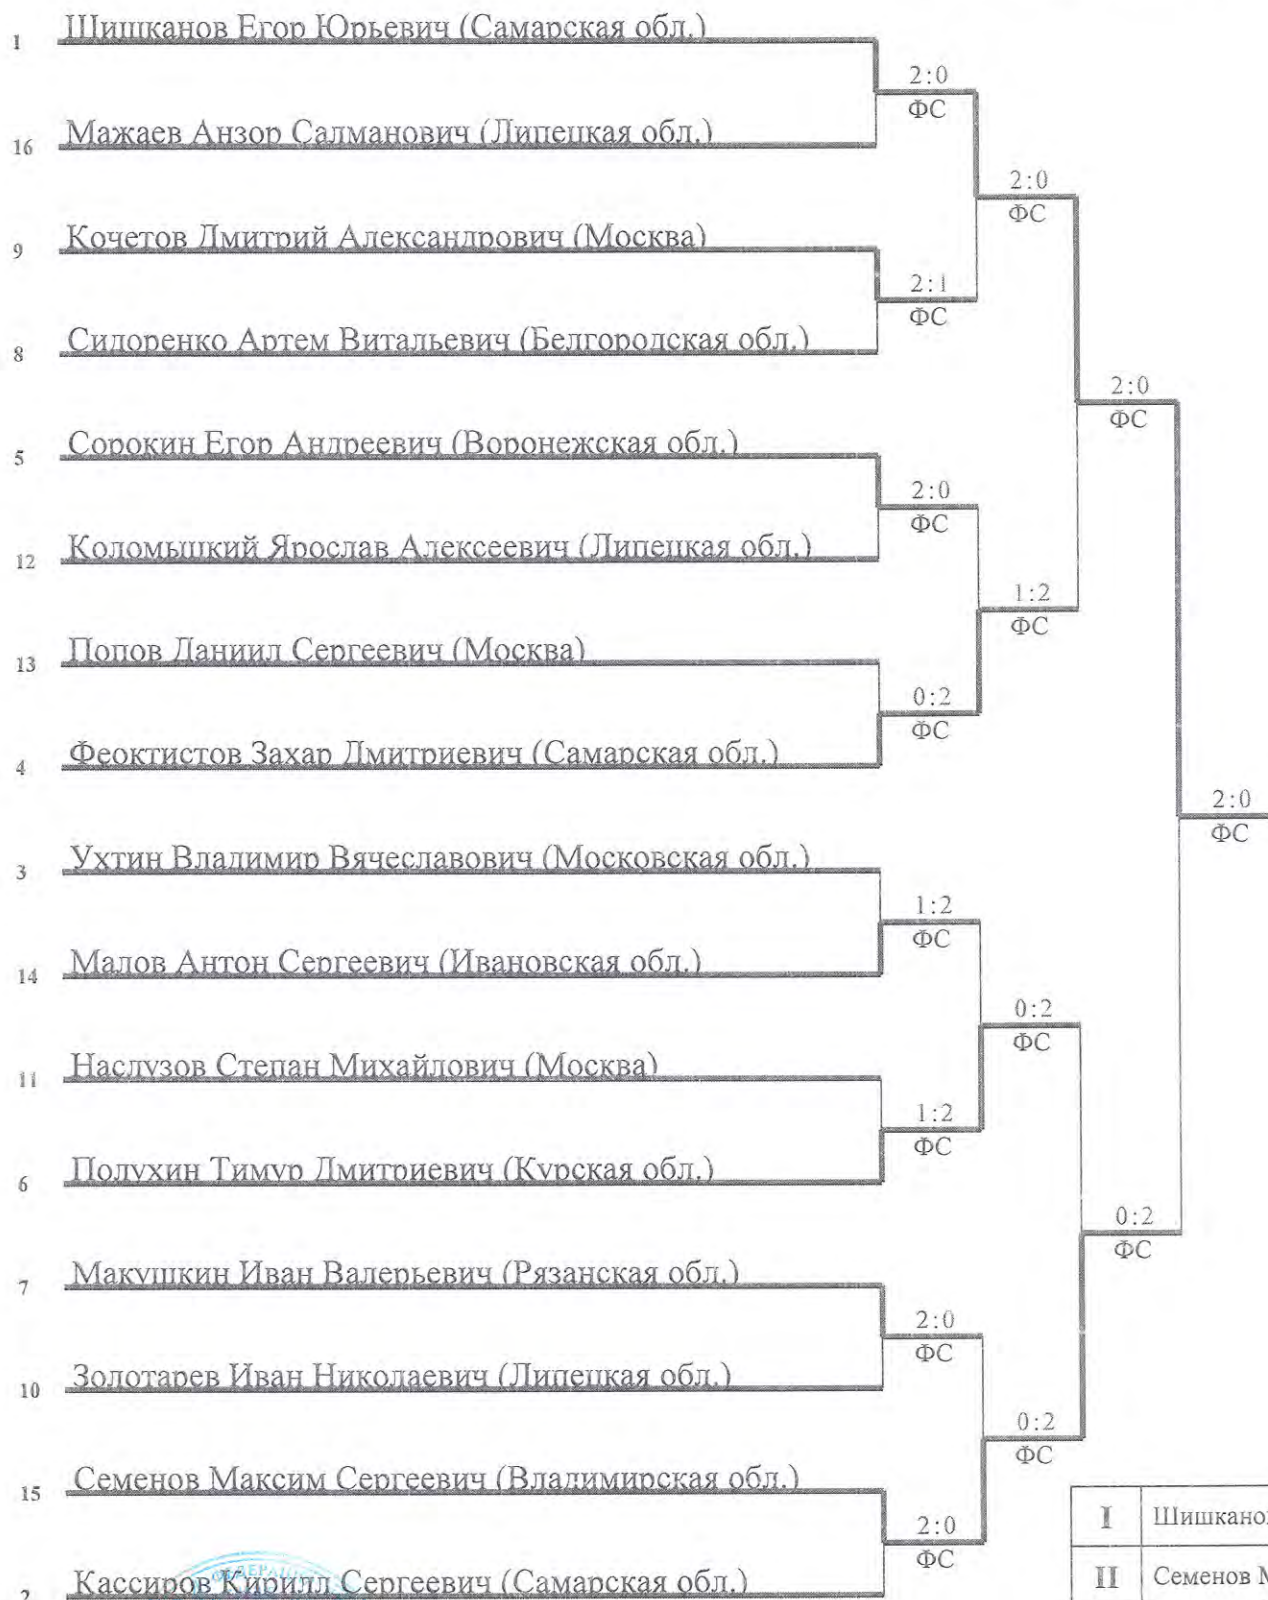 1 Шишканов Егор Юрьевич (Самарская обл.)
2:0
ФС
16 Мажаев Анзор Салманович (Липецкая обл.)
2:0
ФС
9 Кочетов Дмитрий Александрович (Москва)
2:1
ФС
8 Сидоренко Артем Витальевич (Белгородская обл.)
2:0
ФС
5 Сорокин Егор Андреевич (Воронежская обл.)
2:0
ФС
12 Коломыцкий Ярослав Алексеевич (Липецкая обл.)
1:2
ФС
13 Попов Даниил Сергеевич (Москва)
0:2
ФС
4 Феоктистов Захар Дмитриевич (Самарская обл.)
2:0
ФС
3 Ухтин Владимир Вячеславович (Московская обл.)
1:2
ФС
14 Малов Антон Сергеевич (Ивановская обл.)
0:2
ФС
11 Наслузов Степан Михайлович (Москва)
1:2
ФС
6 Полухин Тимур Дмитриевич (Курская обл.)
0:2
ФС
7 Макушкин Иван Валерьевич (Рязанская обл.)
2:0
ФС
10 Золотарев Иван Николаевич (Липецкая обл.)
0:2
ФС
15 Семенов Максим Сергеевич (Владимирская обл.)
2:0
ФС
I Шишканов
2 Кассиров Кирилл Сергеевич (Самарская обл.)
II Семенов М